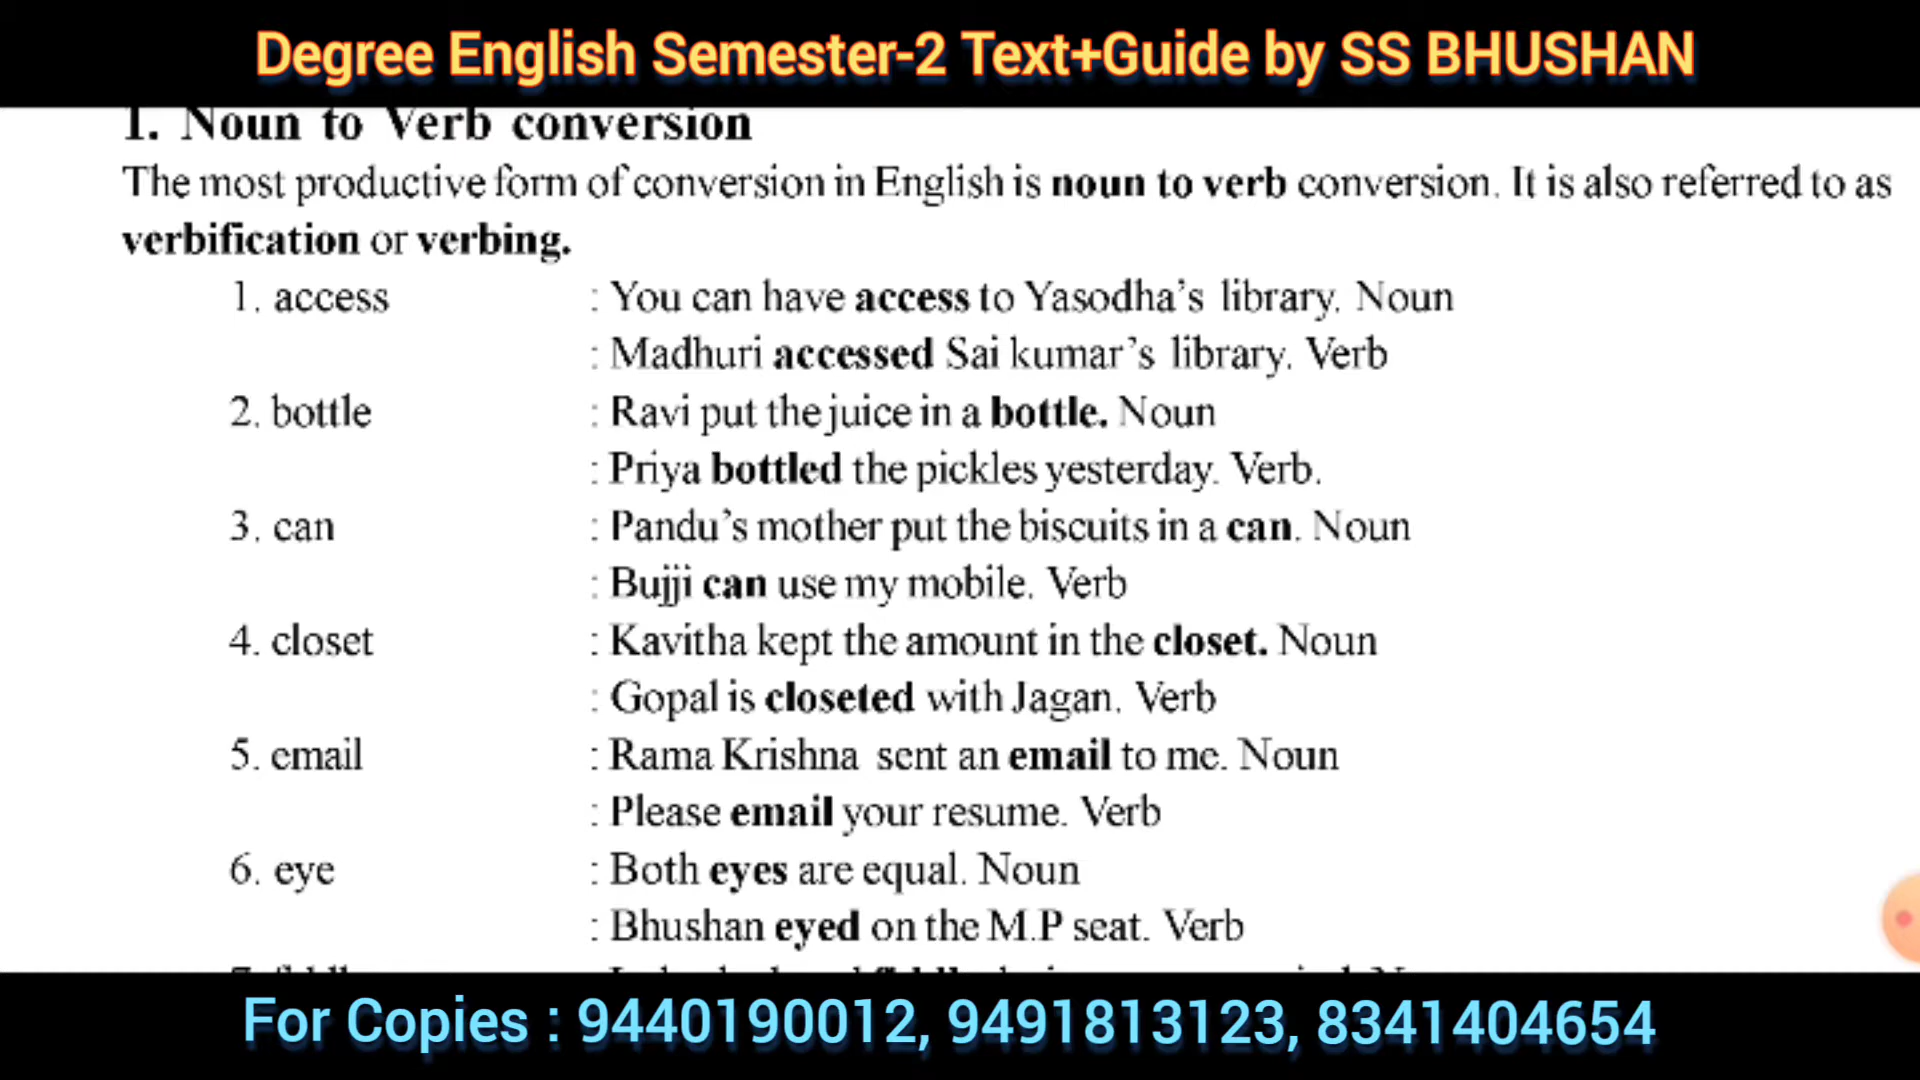 Degree English Semester-2 Text+Guide by SS BHUSHAN
1. Noun to Verb conversion
The most productive form of conversion in English is noun to verb conversion. It is also referred to as
verbification or verbing.
1. access : You can have access to Yasodha's library. Noun
: Madhuri accessed Sai kumar's library. Verb
2. bottle : Ravi put the juice in a bottle. Noun
: Priya bottled the pickles yesterday. Verb.
3. can : Pandu's mother put the biscuits in a can. Noun
: Bujji can use my mobile. Verb
4. closet : Kavitha kept the amount in the closet. Noun
: Gopal is closeted with Jagan. Verb
5. email : Rama Krishna sent an email to me. Noun
: Please email your resume. Verb
6. eye : Both eyes are equal. Noun
: Bhushan eyed on the M.P seat. Verb
For Copies : 9440190012, 9491813123, 8341404654